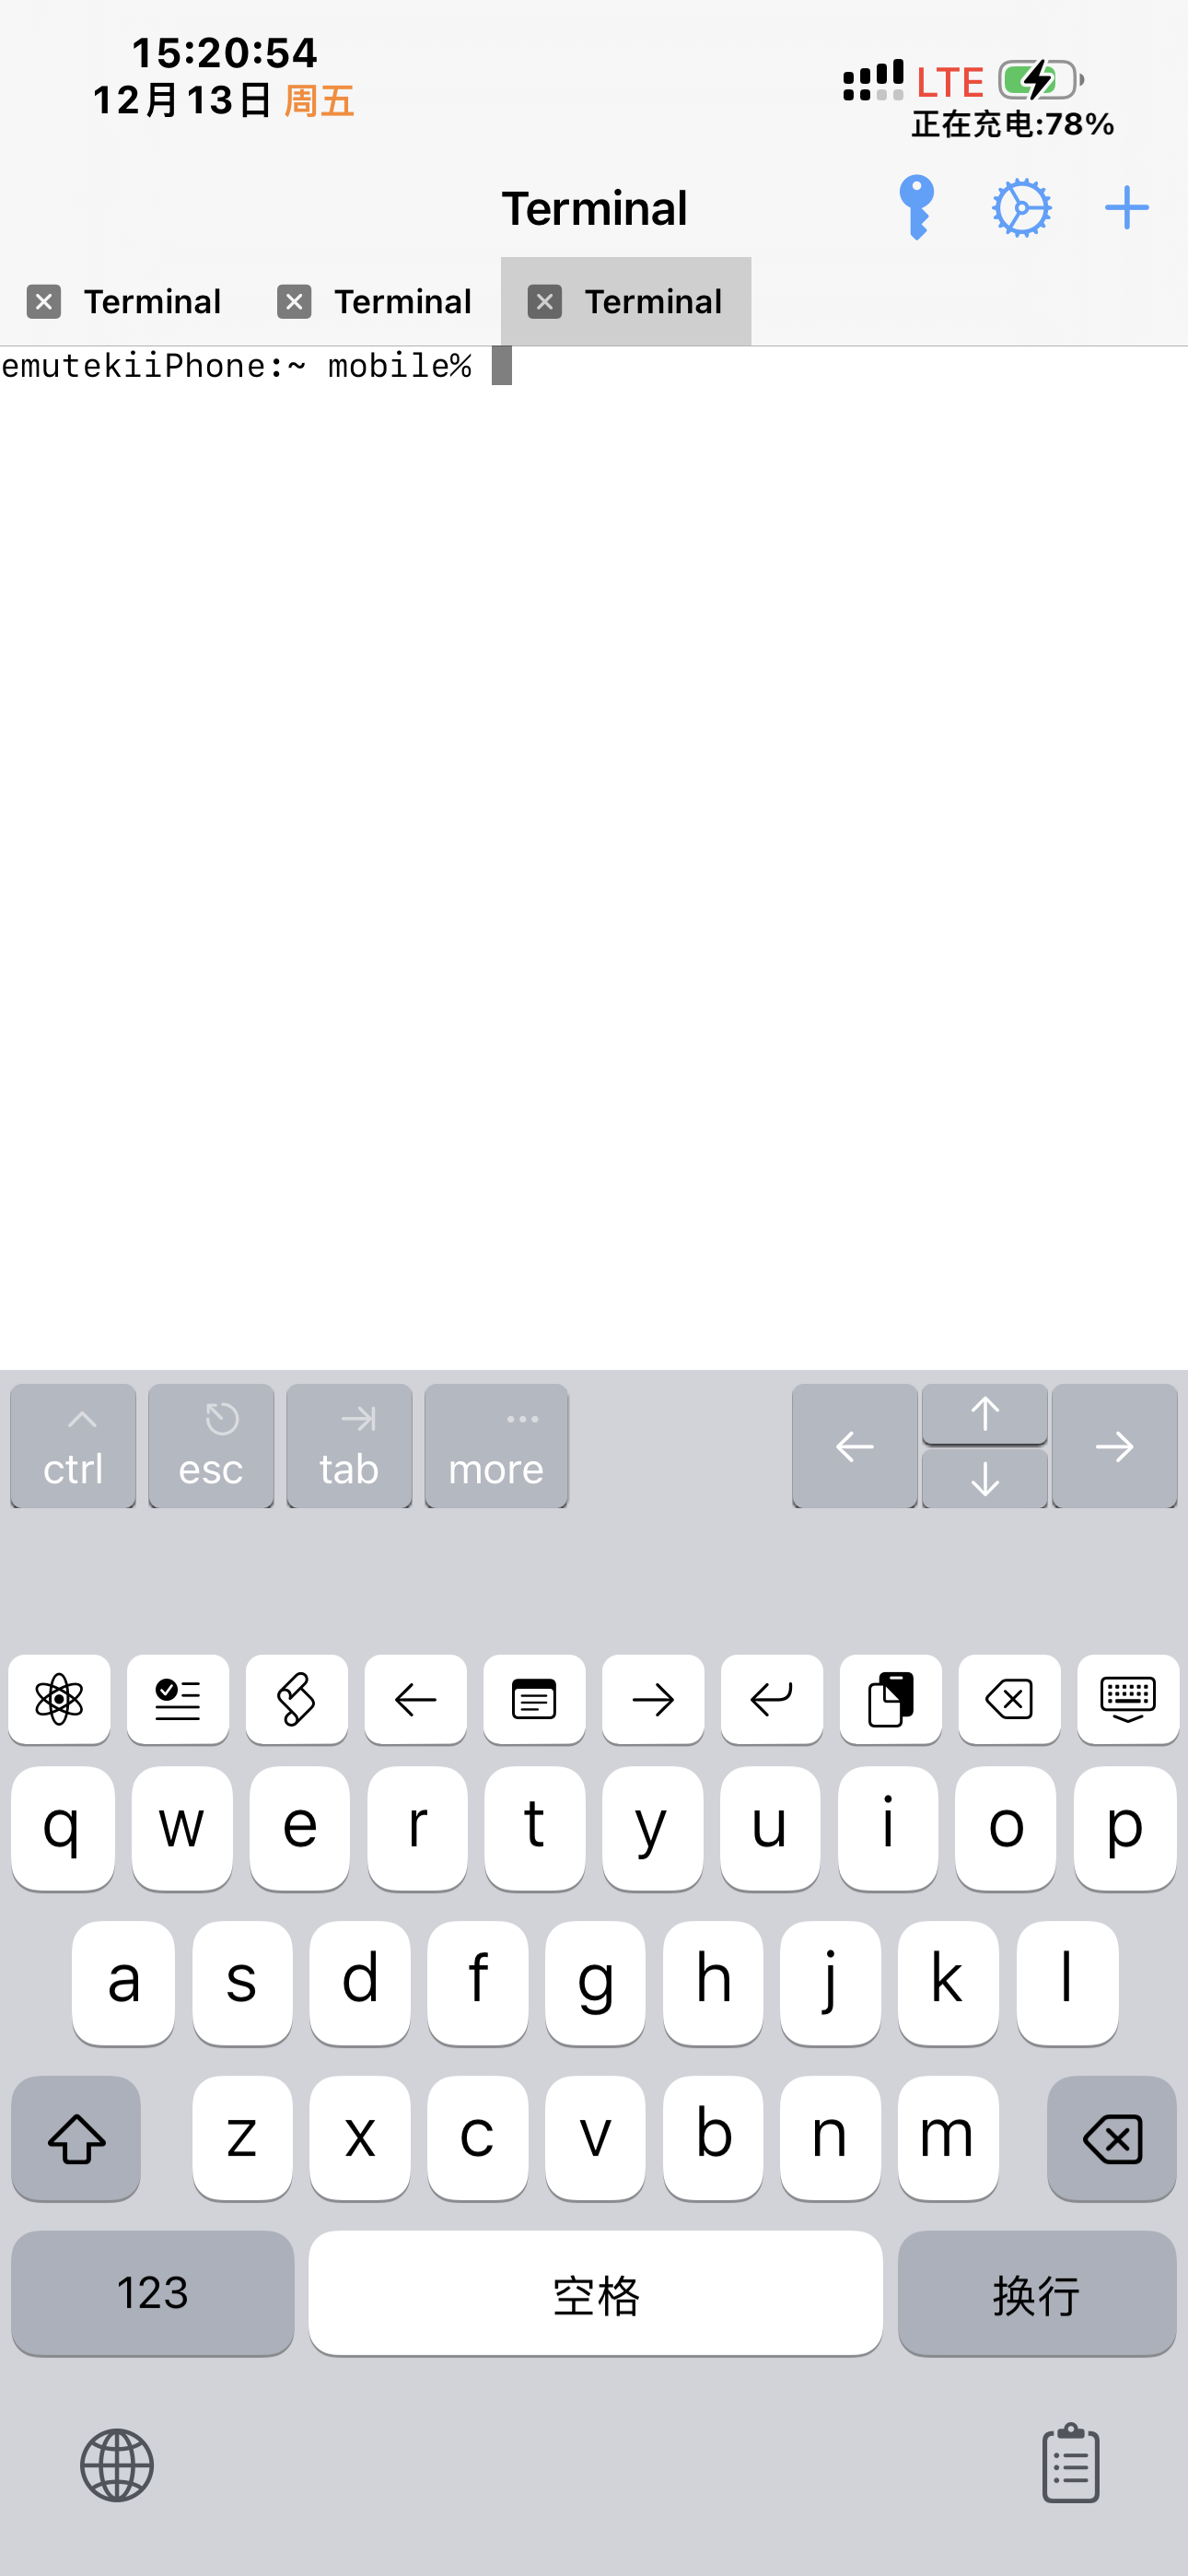 15:20:54
12月13日 周五
LTE
正在充电:78%
Terminal
Terminal Terminal Terminal
emutekiiPhone:~ mobile%
ctrl esc tab more
q w e r t y u i o p
a s d f g h j k l
z x c v b n m
123 空格 换行